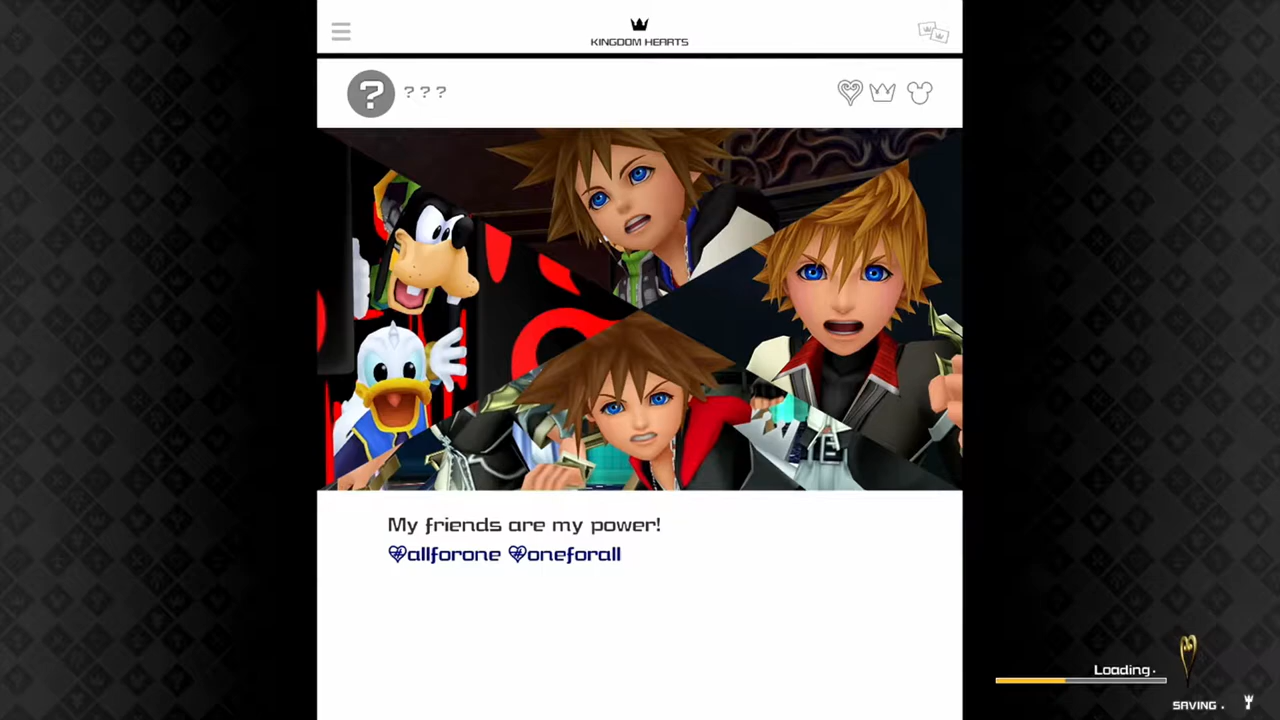 KINGDOM HEARTS
? ? ? ?
My friends are my power!
#allforone #oneforall
Loading.
SAVING .